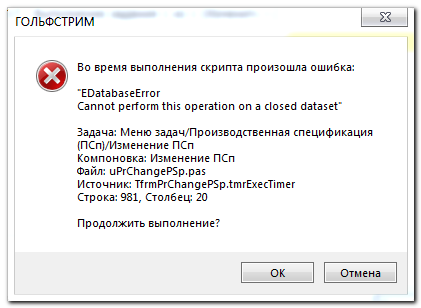 ГОЛЬФСТРИМ
Во время выполнения скрипта произошла ошибка:
"EDatabaseError
Cannot perform this operation on a closed dataset"
Задача: Меню задач/Производственная спецификация
(ПСп)/Изменение ПСп
Компоновка: Изменение ПСп
Файл: uPrChangePSp.pas
Источник: TfrmPrChangePSp.tmrExecTimer
Строка: 981, Столбец: 20
Продолжить выполнение?
OK
Отмена